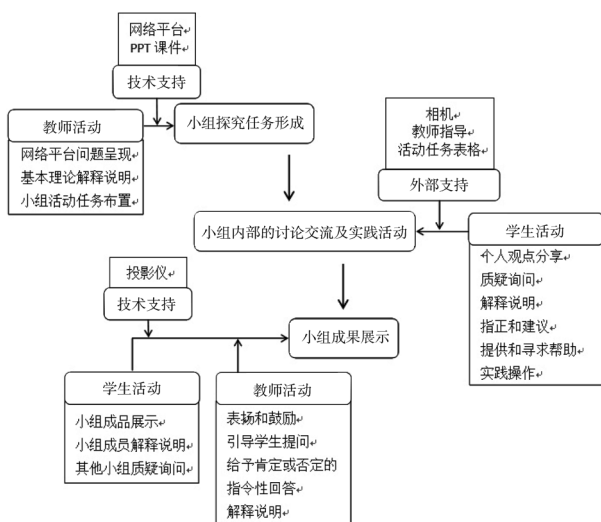 网络平台
PPT 课件
技术支持
教师活动
网络平台问题呈现
基本理论解释说明
小组活动任务布置
小组探究任务形成
相机
教师指导
活动任务表格
外部支持
小组内部的讨论交流及实践活动
学生活动
个人观点分享
质疑询问
解释说明
指正和建议
提供和寻求帮助
实践操作
投影仪
技术支持
小组成果展示
学生活动
小组成品展示
小组成员解释说明
其他小组质疑询问
教师活动
表扬和鼓励
引导学生提问
给予肯定或否定的
指令性回答
解释说明